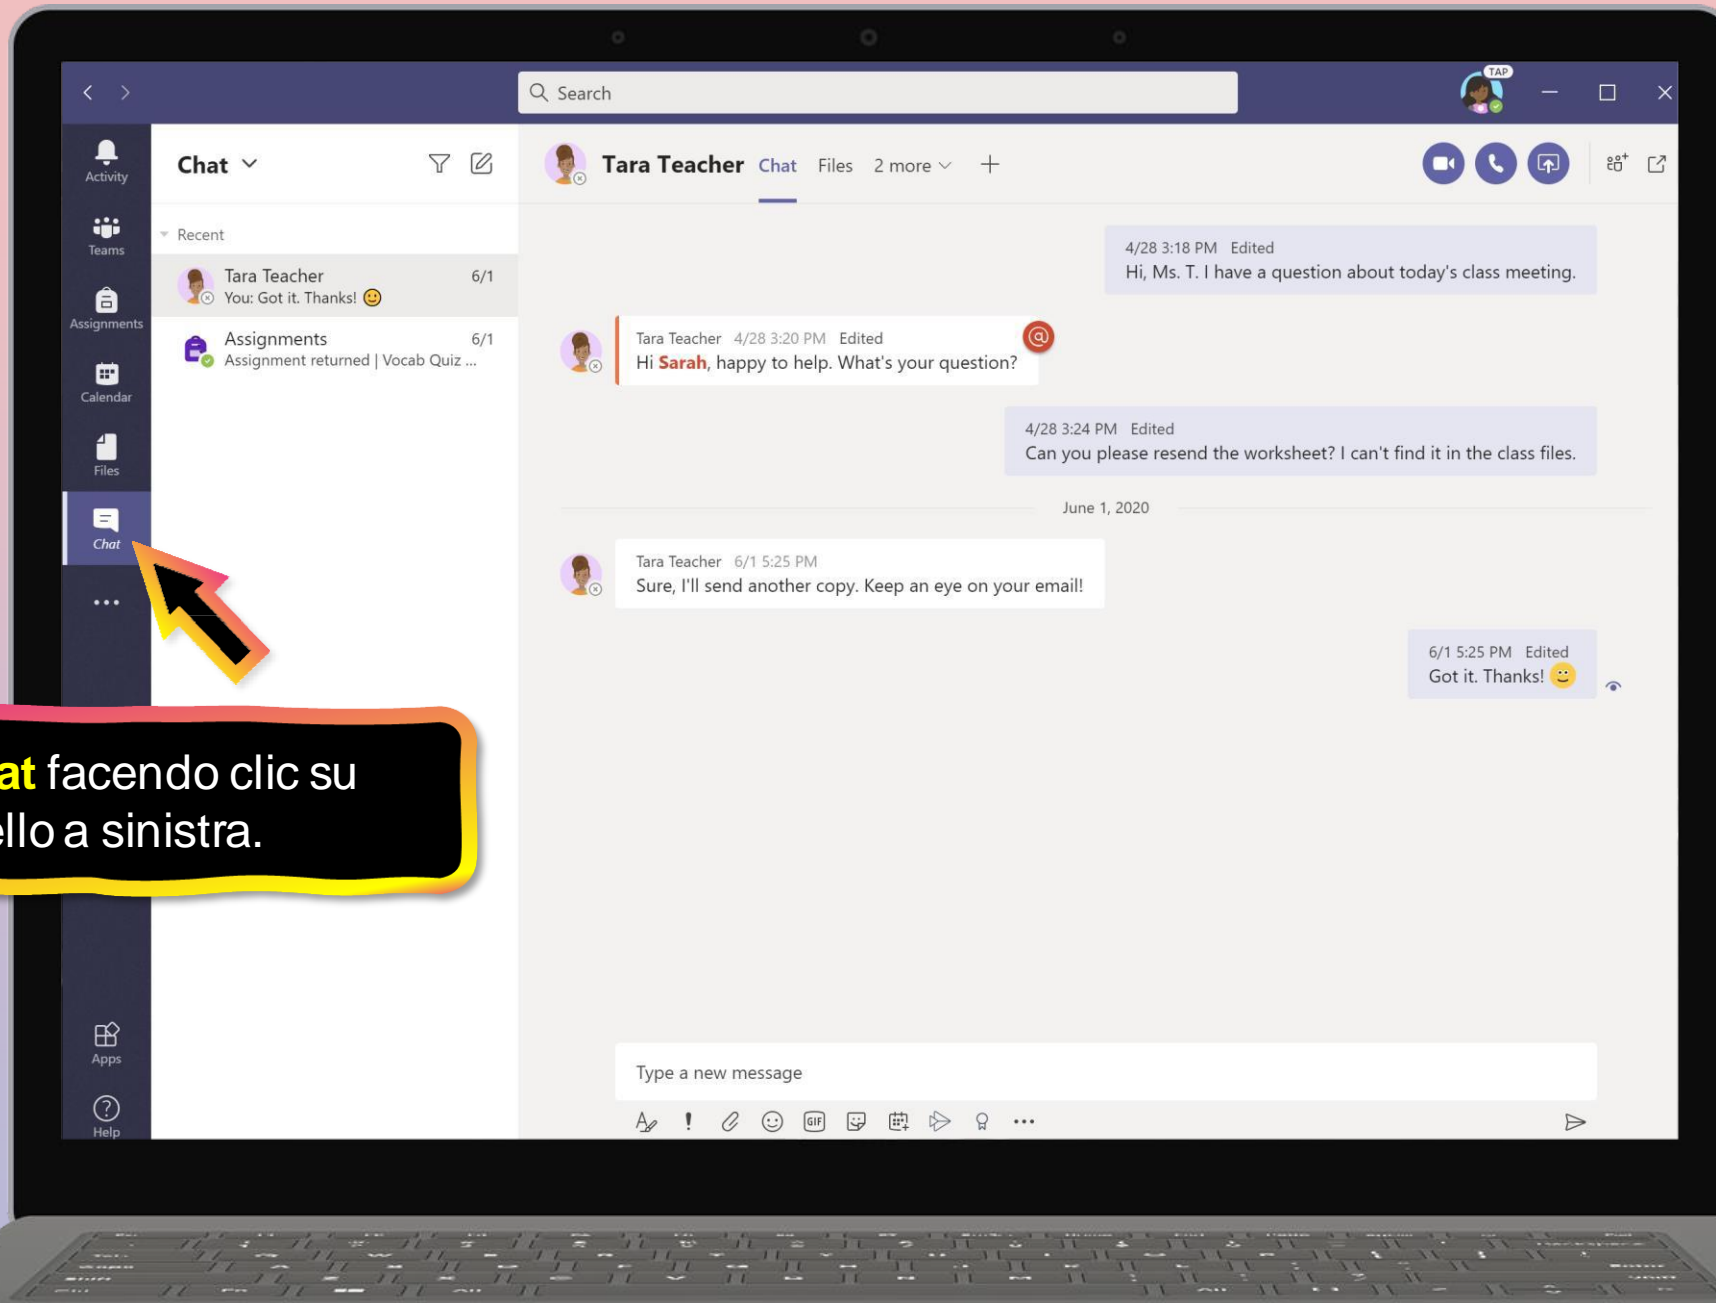 TAP
Search
Activity
Chat
Tara Teacher Chat Files 2 more
Teams
Recent
Tara Teacher 6/1
You: Got it. Thanks!
Assignments
Assignments 6/1
Assignment returned | Vocab Quiz ...
Calendar
Files
Chat
4/28 3:18 PM Edited
Hi, Ms. T. I have a question about today's class meeting.
Tara Teacher 4/28 3:20 PM Edited
@
Hi Sarah, happy to help. What's your question?
4/28 3:24 PM Edited
Can you please resend the worksheet? I can't find it in the class files.
June 1, 2020
Tara Teacher 6/1 5:25 PM
Sure, I'll send another copy. Keep an eye on your email!
6/1 5:25 PM Edited
Got it. Thanks!
at facendo clic su
ello a sinistra.
Apps
Help
Type a new message
GIF